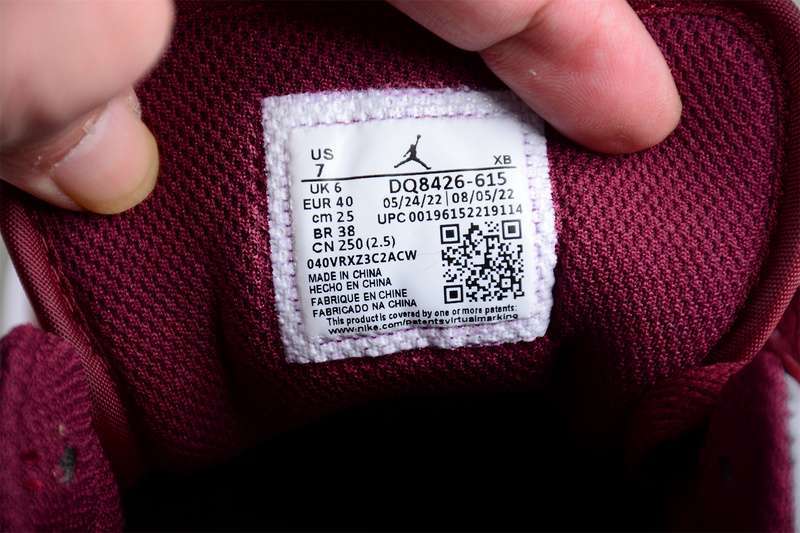 US
7
XB
UK 6
DQ8426-615
EUR 40
05/24/22 | 08/05/22
cm 25
UPC 00196152219114
BR 38
CN 250 (2.5)
040VRXZ3C2ACW
MADE IN CHINA
HECHO EN CHINA
FABRIQUE EN CHINE
FABRICADO NA CHINA
This product is covered by one or more patents:
www.nike.com/patentsvirtualmarking